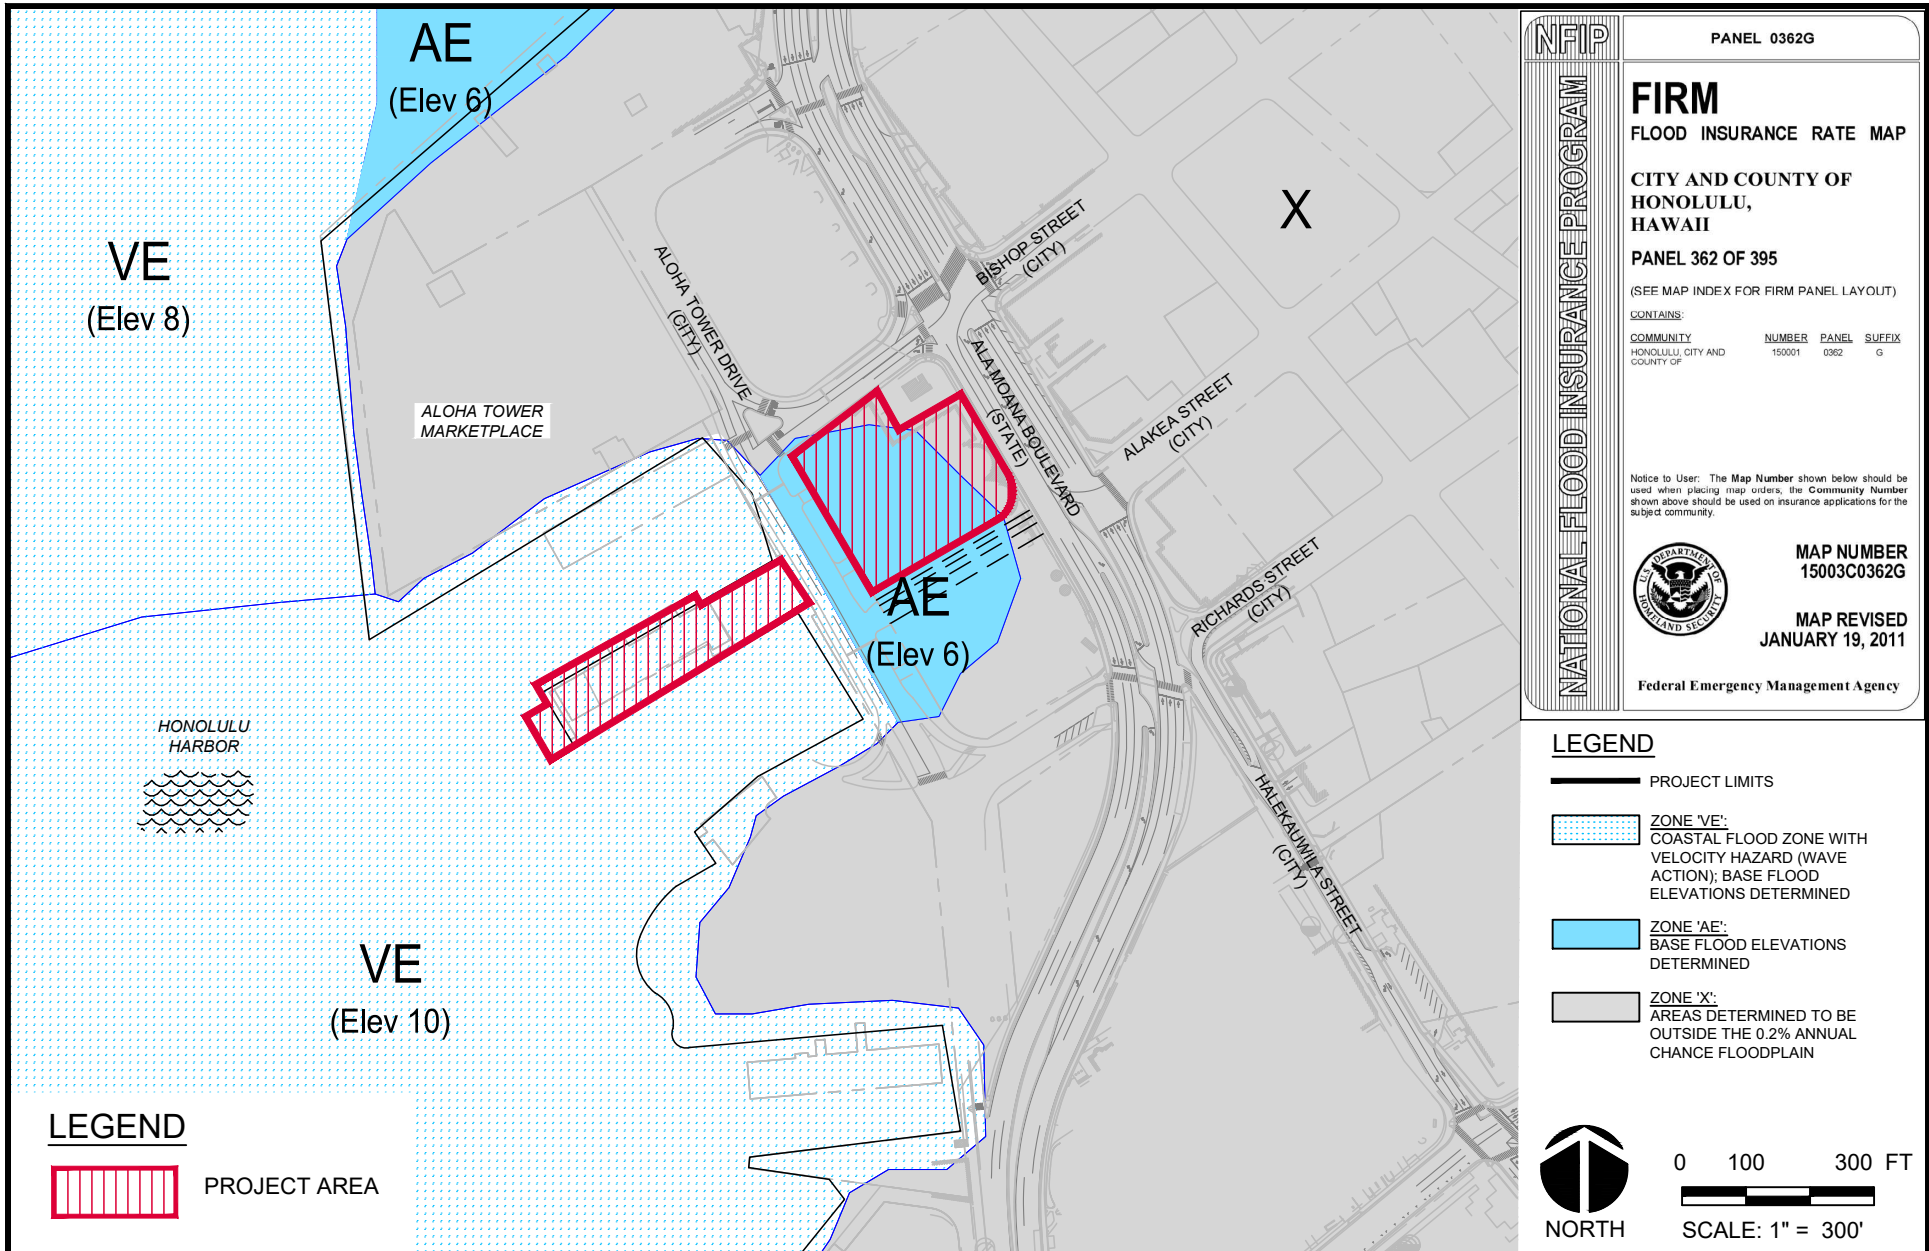 AE
(Elev 6)
VE
(Elev 8)
X
ALOHA TOWER DRIVE
(CITY)
BISHOP STREET
(CITY)
ALA MOANA BOULEVARD
(STATE)
ALAKEA STREET
(CITY)
ALOHA TOWER
MARKETPLACE
AE
(Elev 6)
RICHARDS STREET
(CITY)
HONOLULU
HARBOR
HALEKAUWILA STREET
(CITY)
VE
(Elev 10)
LEGEND
PROJECT AREA
NFIP
NATIONAL FLOOD INSURANCE PROGRAM
PANEL 0362G
FIRM
FLOOD INSURANCE RATE MAP
CITY AND COUNTY OF
HONOLULU,
HAWAII
PANEL 362 OF 395
(SEE MAP INDEX FOR FIRM PANEL LAYOUT)
CONTAINS:
COMMUNITY NUMBER PANEL SUFFIX
HONOLULU, CITY AND 150001 0362 G
COUNTY OF
Notice to User: The Map Number shown below should be
used when placing map orders; the Community Number
shown above should be used on insurance applications for the
subject community.
U.S. DEPARTMENT OF
HOMELAND SECURITY
MAP NUMBER
15003C0362G
MAP REVISED
JANUARY 19, 2011
Federal Emergency Management Agency
LEGEND
PROJECT LIMITS
ZONE 'VE':
COASTAL FLOOD ZONE WITH
VELOCITY HAZARD (WAVE
ACTION); BASE FLOOD
ELEVATIONS DETERMINED
ZONE 'AE':
BASE FLOOD ELEVATIONS
DETERMINED
ZONE 'X':
AREAS DETERMINED TO BE
OUTSIDE THE 0.2% ANNUAL
CHANCE FLOODPLAIN
NORTH
0 100 300 FT
SCALE: 1" = 300'